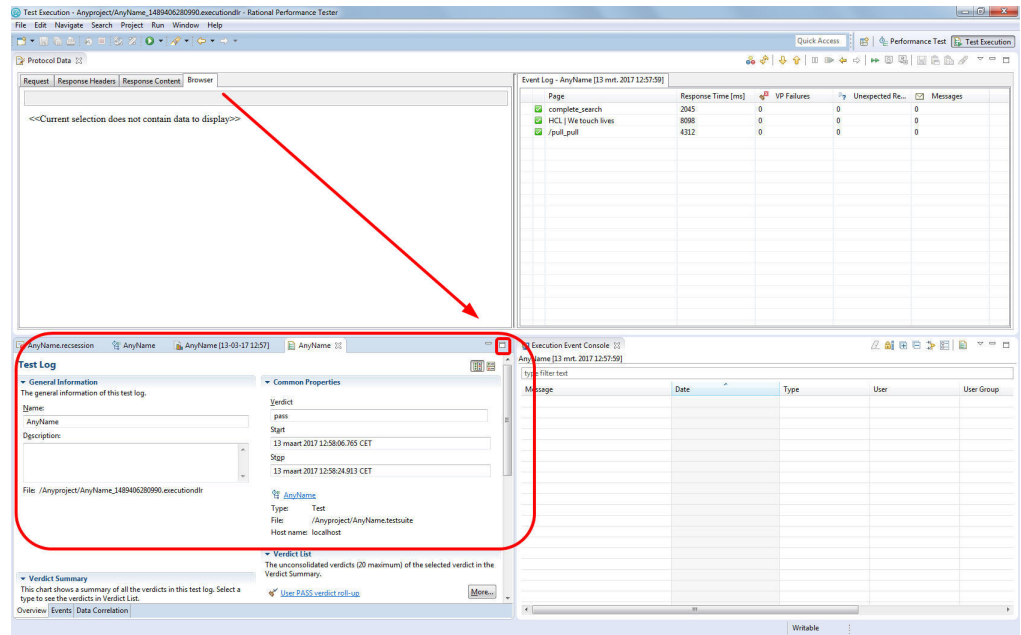 Test Execution - Anyproject/AnyName_1489406280990.executiondlr - Rational Performance Tester
File Edit Navigate Search Project Run Window Help
Quick Access Performance Test Test Execution
Protocol Data
Request Response Headers Response Content Browser
<<Current selection does not contain data to display>>
Event Log - AnyName [13 mrt. 2017 12:57:59]
Page Response Time [ms] VP Failures Unexpected Re... Messages
complete_search 2045 0 0 0
HCL | We touch lives 8098 0 0 0
/pull_pull 4312 0 0 0
AnyName.recsession AnyName AnyName [13-03-17 12:57] AnyName
Test Log
General Information
The general information of this test log.
Name:
AnyName
Description:
File: /Anyproject/AnyName_1489406280990.executiondlr
Common Properties
Verdict
pass
Start
13 maart 2017 12:58:06.765 CET
Stop
13 maart 2017 12:58:24.913 CET
AnyName
Type: Test
File: /Anyproject/AnyName.testsuite
Host name: localhost
Verdict List
The unconsolidated verdicts (20 maximum) of the selected verdict in the
Verdict Summary.
User PASS verdict roll-up More...
Verdict Summary
This chart shows a summary of all the verdicts in this test log. Select a
type to see the verdicts in Verdict List.
Overview Events Data Correlation
Execution Event Console
AnyName [13 mrt. 2017 12:57:59]
type filter text
Message Date Type User User Group
Writable